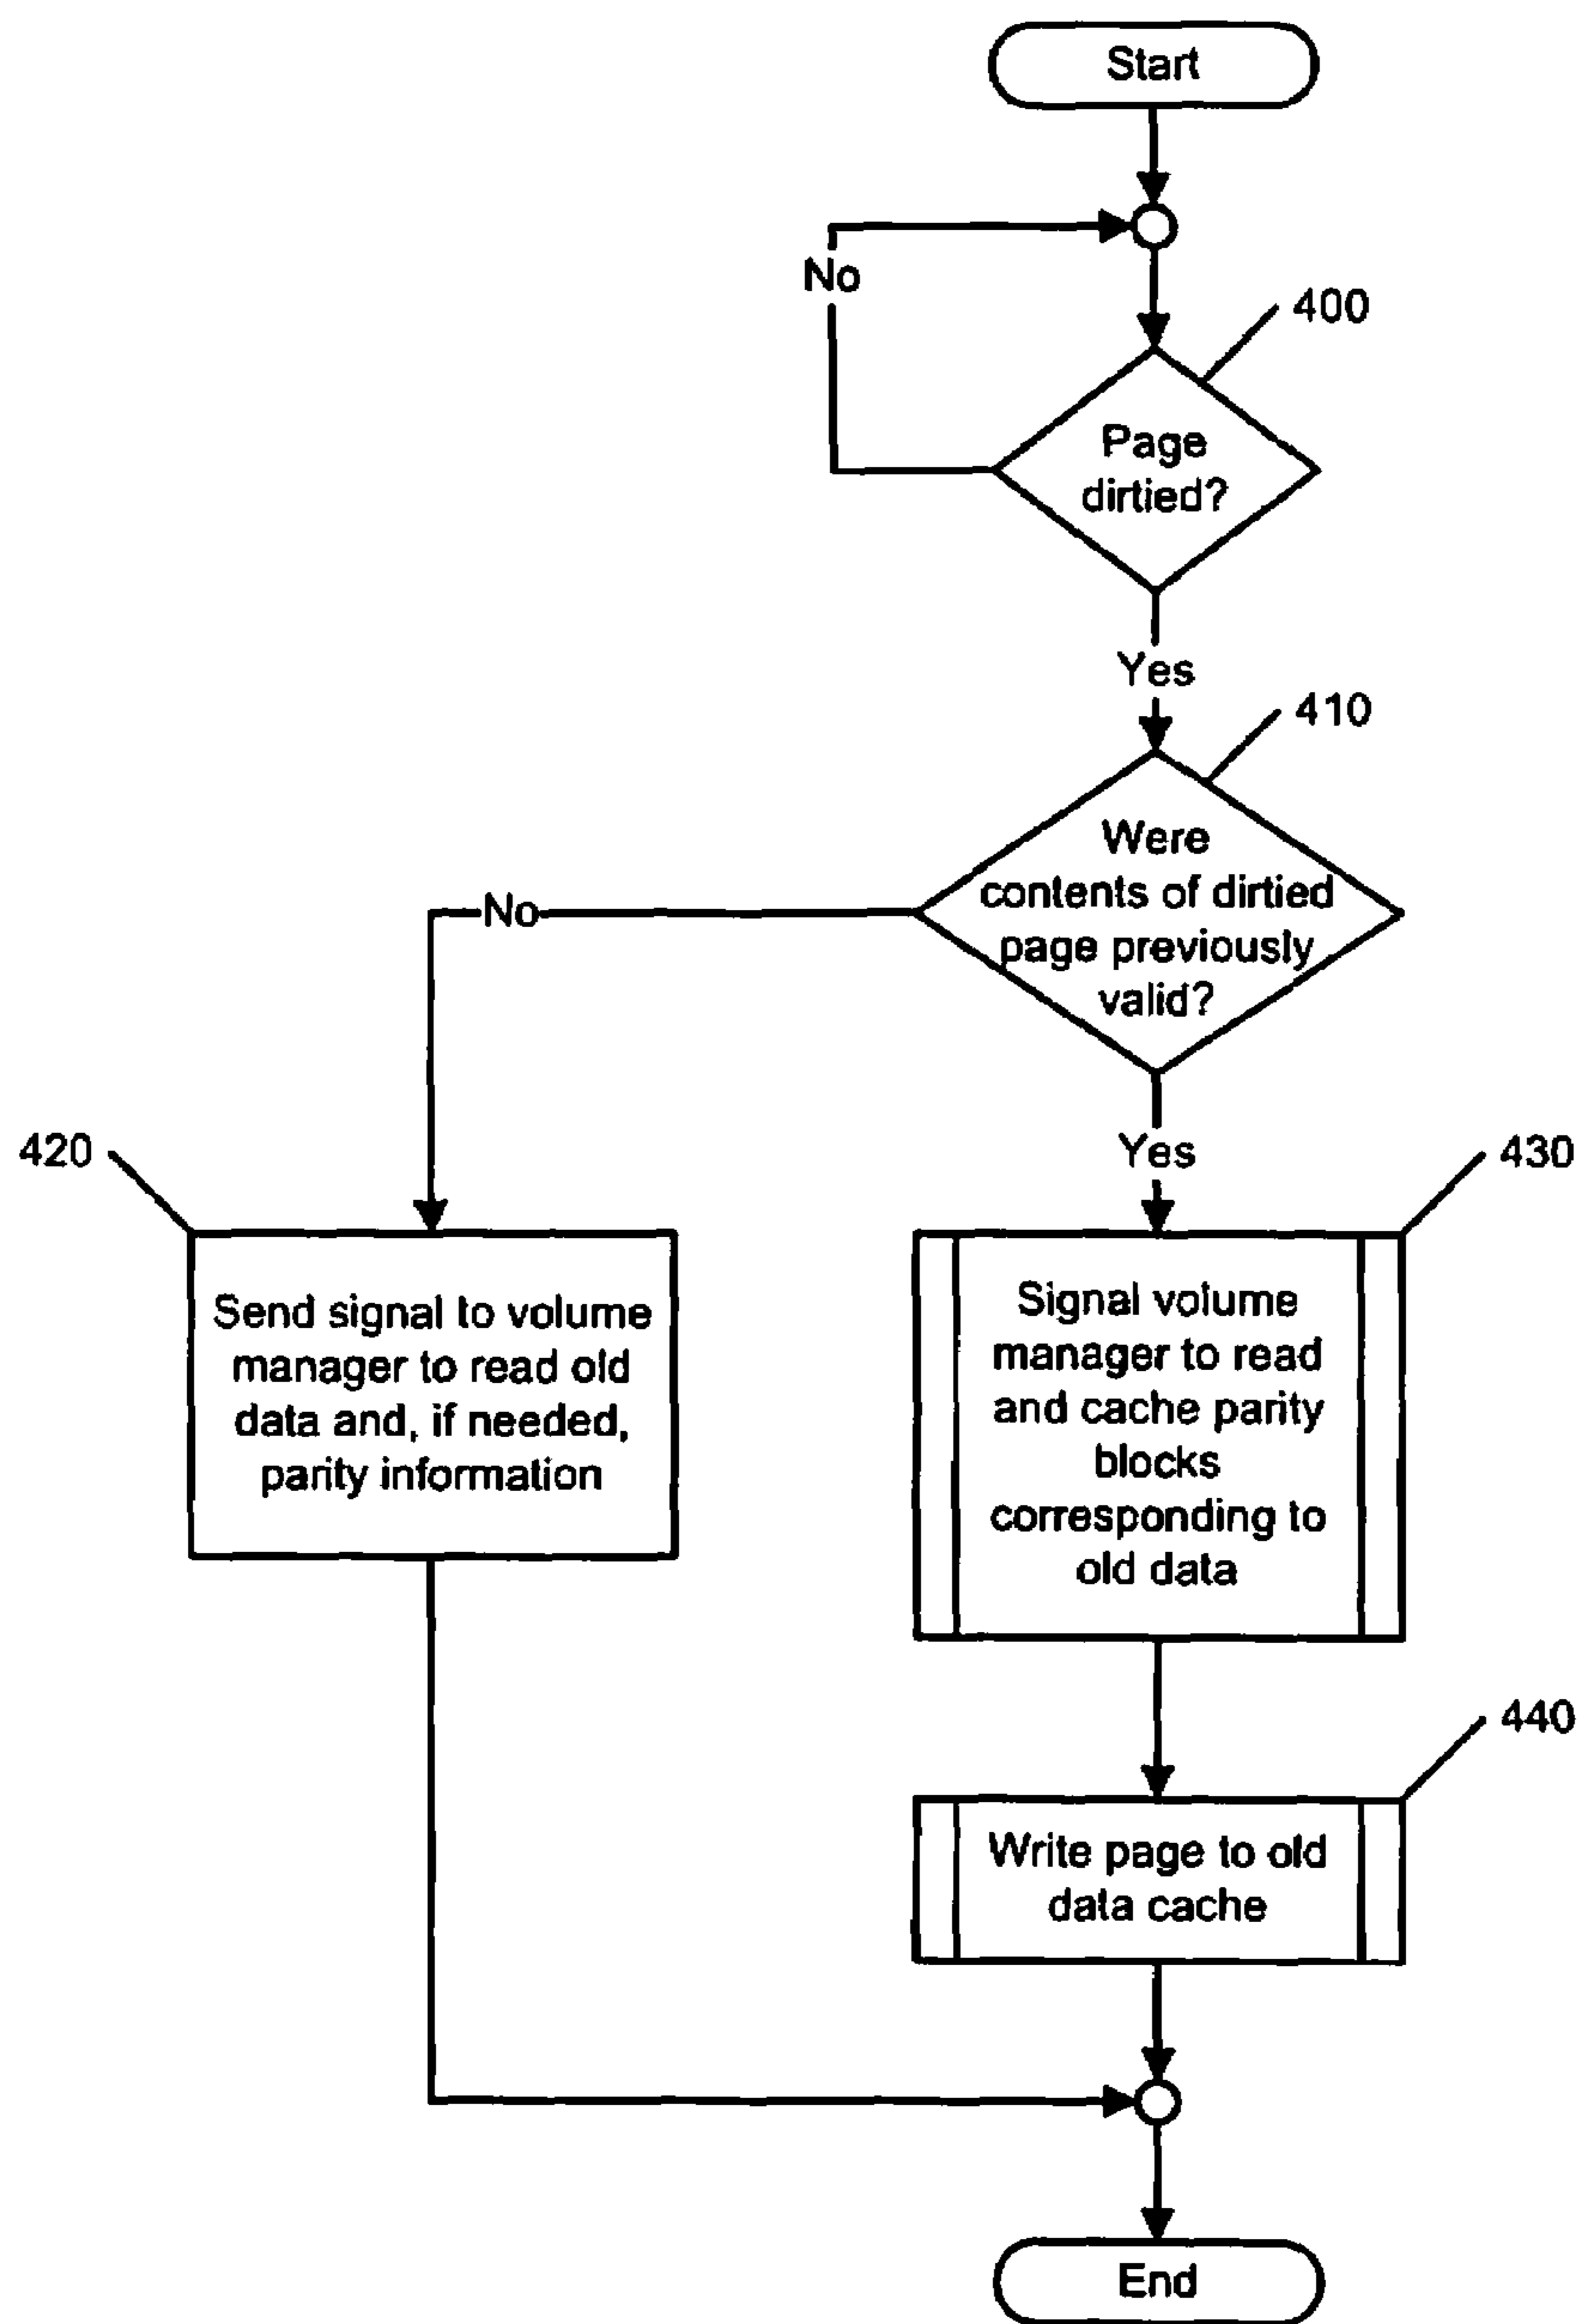 Start
No
400
Page
dirtied?
Yes
410
Were
contents of dirtied
page previously
valid?
No
Yes
420
430
Send signal to volume
manager to read old
data and, if needed,
parity information
Signal volume
manager to read
and cache parity
blocks
corresponding to
old data
440
Write page to old
data cache
End